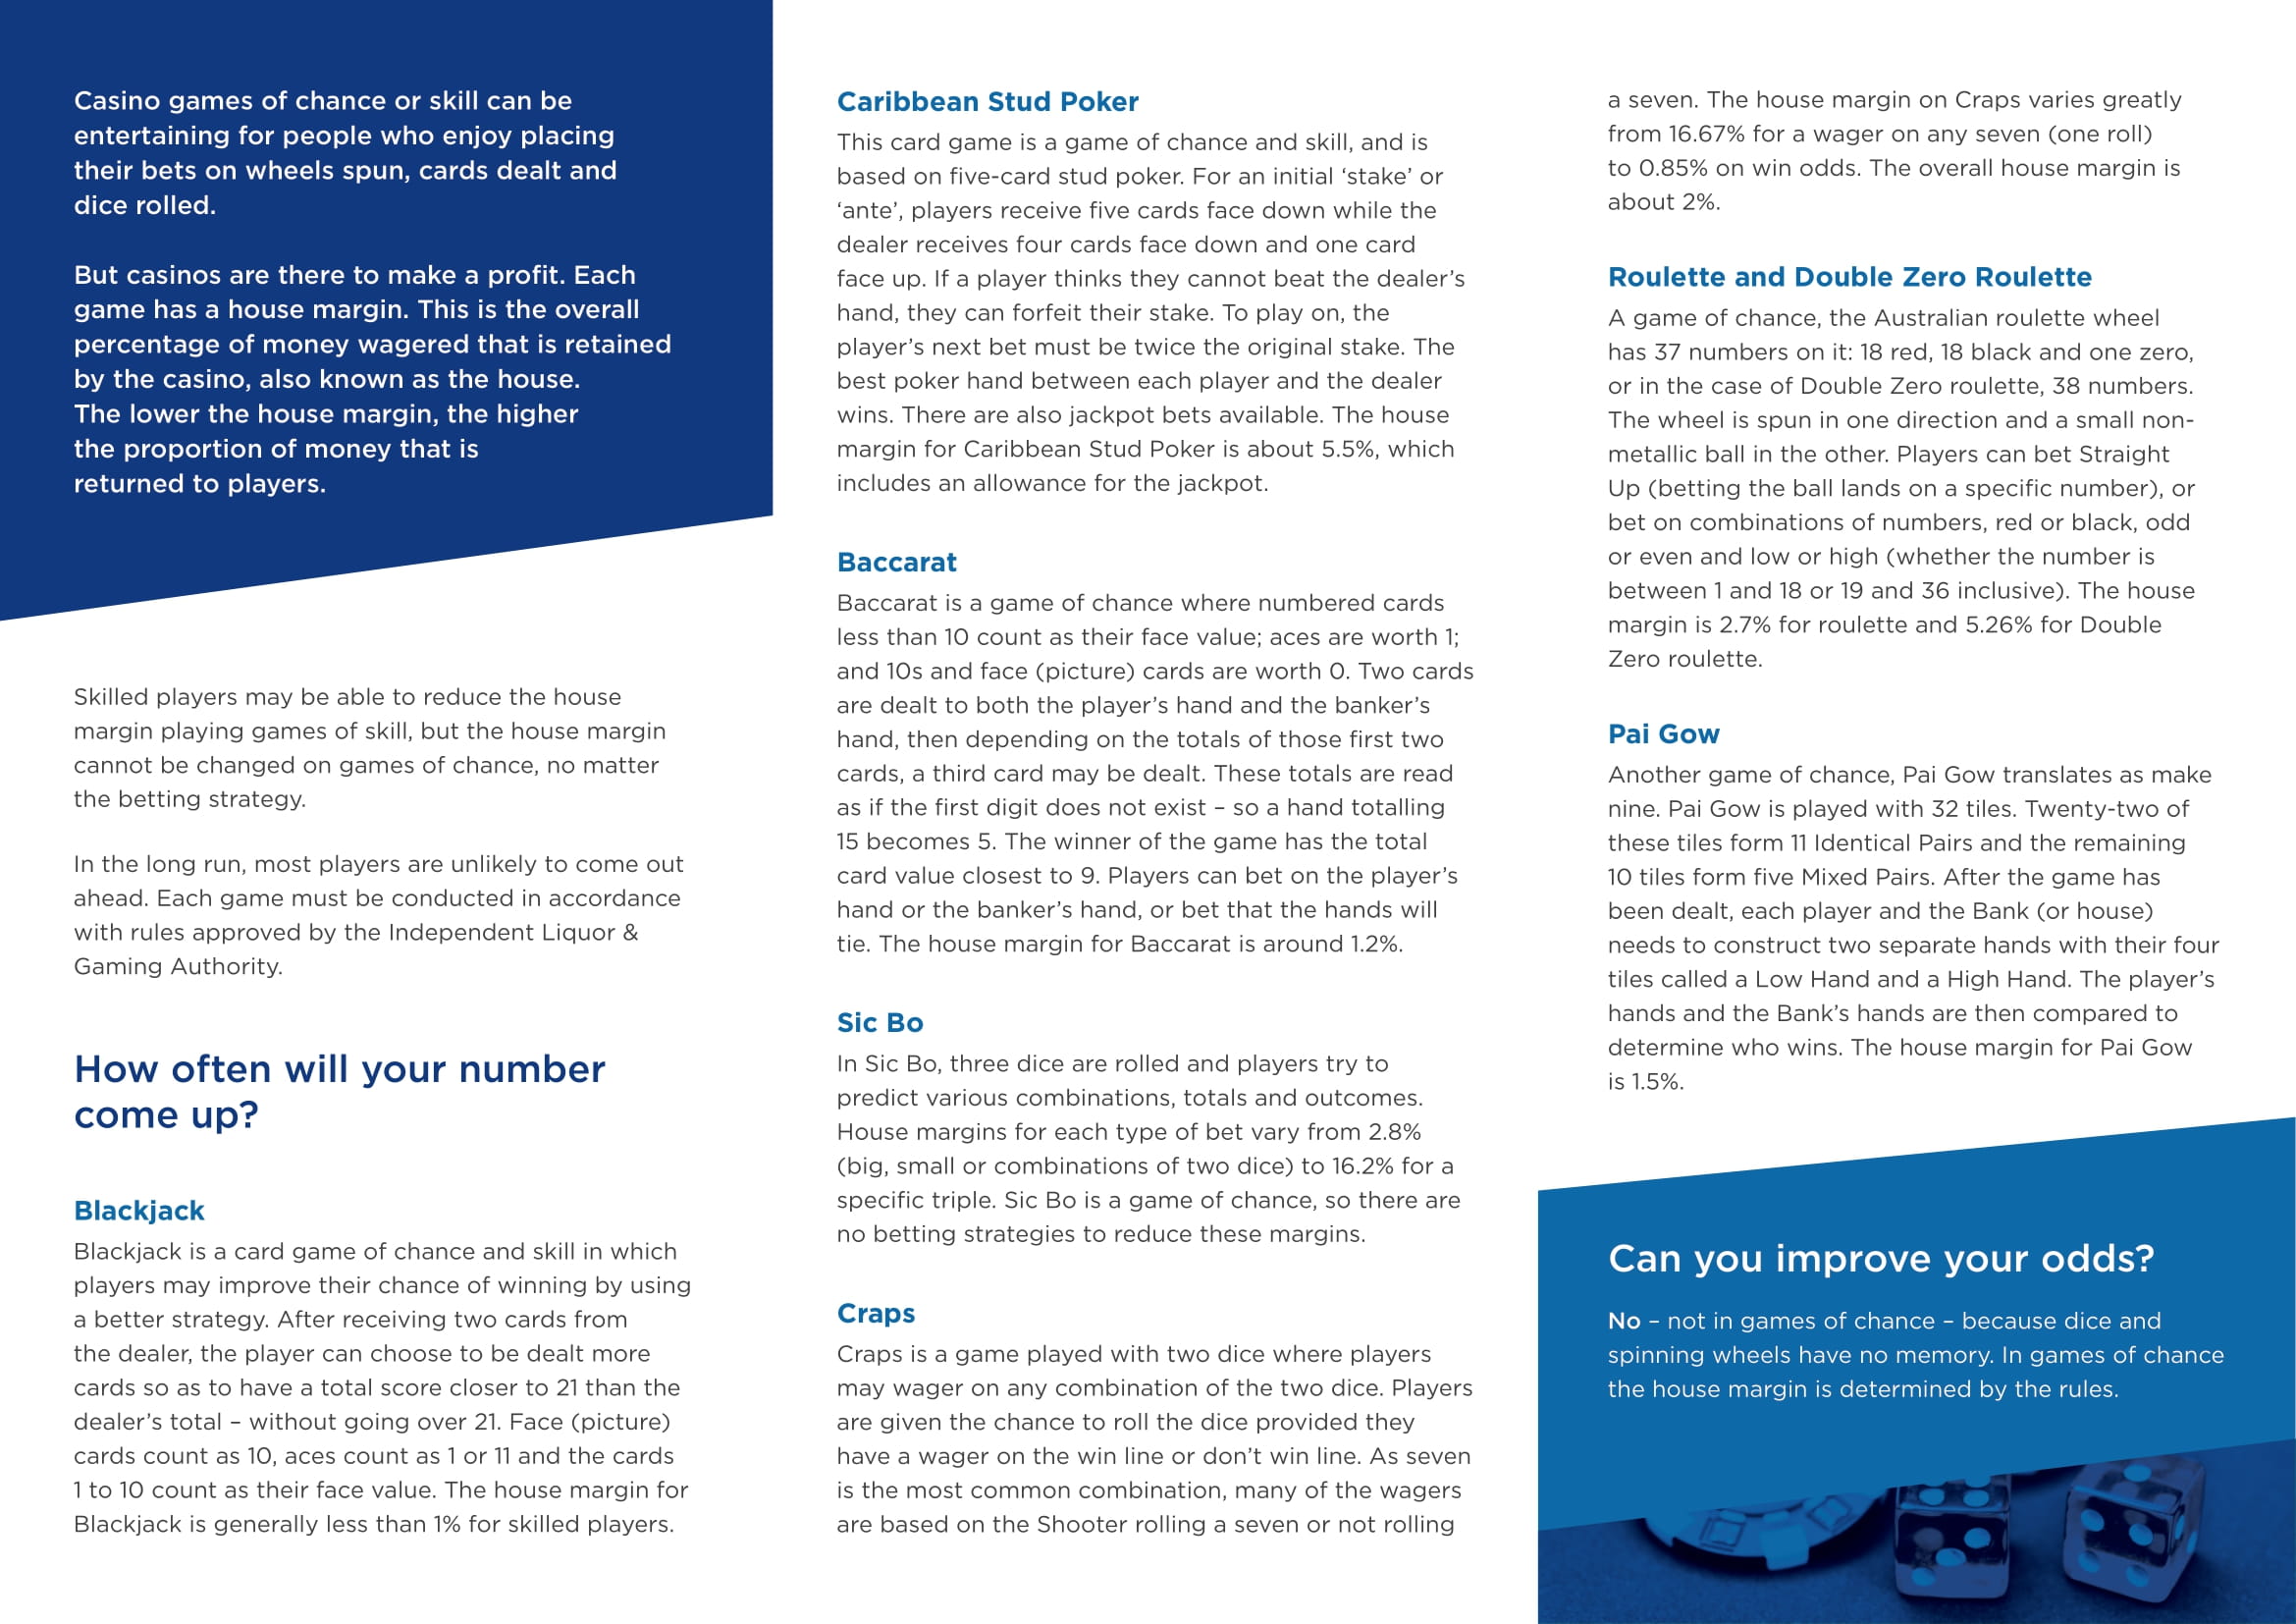 Casino games of chance or skill can be
entertaining for people who enjoy placing
their bets on wheels spun, cards dealt and
dice rolled.
But casinos are there to make a profit. Each
game has a house margin. This is the overall
percentage of money wagered that is retained
by the casino, also known as the house.
The lower the house margin, the higher
the proportion of money that is
returned to players.
Skilled players may be able to reduce the house
margin playing games of skill, but the house margin
cannot be changed on games of chance, no matter
the betting strategy.
In the long run, most players are unlikely to come out
ahead. Each game must be conducted in accordance
with rules approved by the Independent Liquor &
Gaming Authority.
How often will your number
come up?
Blackjack
Blackjack is a card game of chance and skill in which
players may improve their chance of winning by using
a better strategy. After receiving two cards from
the dealer, the player can choose to be dealt more
cards so as to have a total score closer to 21 than the
dealer's total – without going over 21. Face (picture)
cards count as 10, aces count as 1 or 11 and the cards
1 to 10 count as their face value. The house margin for
Blackjack is generally less than 1% for skilled players.
Caribbean Stud Poker
This card game is a game of chance and skill, and is
based on five-card stud poker. For an initial ‘stake’ or
‘ante’, players receive five cards face down while the
dealer receives four cards face down and one card
face up. If a player thinks they cannot beat the dealer’s
hand, they can forfeit their stake. To play on, the
player’s next bet must be twice the original stake. The
best poker hand between each player and the dealer
wins. There are also jackpot bets available. The house
margin for Caribbean Stud Poker is about 5.5%, which
includes an allowance for the jackpot.
Baccarat
Baccarat is a game of chance where numbered cards
less than 10 count as their face value; aces are worth 1;
and 10s and face (picture) cards are worth 0. Two cards
are dealt to both the player’s hand and the banker’s
hand, then depending on the totals of those first two
cards, a third card may be dealt. These totals are read
as if the first digit does not exist – so a hand totalling
15 becomes 5. The winner of the game has the total
card value closest to 9. Players can bet on the player’s
hand or the banker’s hand, or bet that the hands will
tie. The house margin for Baccarat is around 1.2%.
Sic Bo
In Sic Bo, three dice are rolled and players try to
predict various combinations, totals and outcomes.
House margins for each type of bet vary from 2.8%
(big, small or combinations of two dice) to 16.2% for a
specific triple. Sic Bo is a game of chance, so there are
no betting strategies to reduce these margins.
Craps
Craps is a game played with two dice where players
may wager on any combination of the two dice. Players
are given the chance to roll the dice provided they
have a wager on the win line or don’t win line. As seven
is the most common combination, many of the wagers
are based on the Shooter rolling a seven or not rolling
a seven. The house margin on Craps varies greatly
from 16.67% for a wager on any seven (one roll)
to 0.85% on win odds. The overall house margin is
about 2%.
Roulette and Double Zero Roulette
A game of chance, the Australian roulette wheel
has 37 numbers on it: 18 red, 18 black and one zero,
or in the case of Double Zero roulette, 38 numbers.
The wheel is spun in one direction and a small non-
metallic ball in the other. Players can bet Straight
Up (betting the ball lands on a specific number), or
bet on combinations of numbers, red or black, odd
or even and low or high (whether the number is
between 1 and 18 or 19 and 36 inclusive). The house
margin is 2.7% for roulette and 5.26% for Double
Zero roulette.
Pai Gow
Another game of chance, Pai Gow translates as make
nine. Pai Gow is played with 32 tiles. Twenty-two of
these tiles form 11 Identical Pairs and the remaining
10 tiles form five Mixed Pairs. After the game has
been dealt, each player and the Bank (or house)
needs to construct two separate hands with their four
tiles called a Low Hand and a High Hand. The player’s
hands and the Bank’s hands are then compared to
determine who wins. The house margin for Pai Gow
is 1.5%.
Can you improve your odds?
No – not in games of chance – because dice and
spinning wheels have no memory. In games of chance
the house margin is determined by the rules.